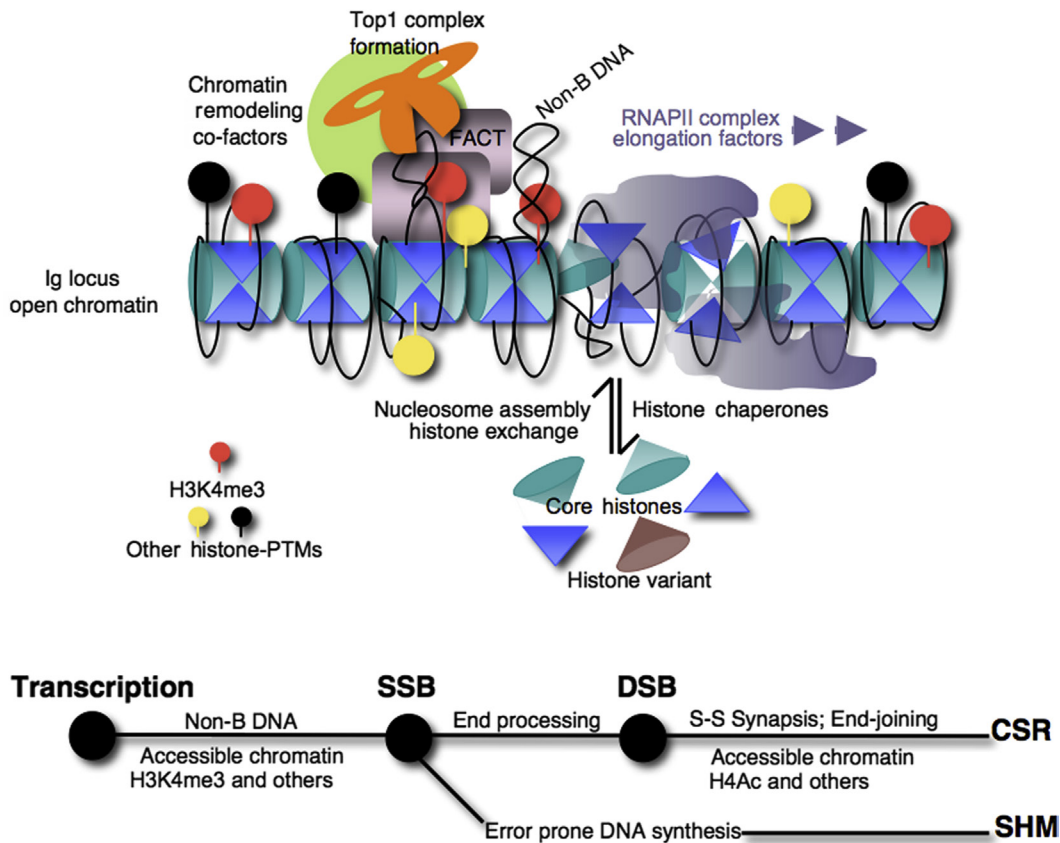 Top1 complex
formation
Chromatin
remodeling
co-factors
Non-B DNA
FACT
RNAPII complex
elongation factors
Ig locus
open chromatin
Nucleosome assembly
histone exchange
Histone chaperones
H3K4me3
Other histone-PTMs
Core histones
Histone variant
Transcription
SSB
DSB
Non-B DNA
End processing
S-S Synapsis; End-joining
CSR
Accessible chromatin
H3K4me3 and others
Accessible chromatin
H4Ac and others
Error prone DNA synthesis
SHM